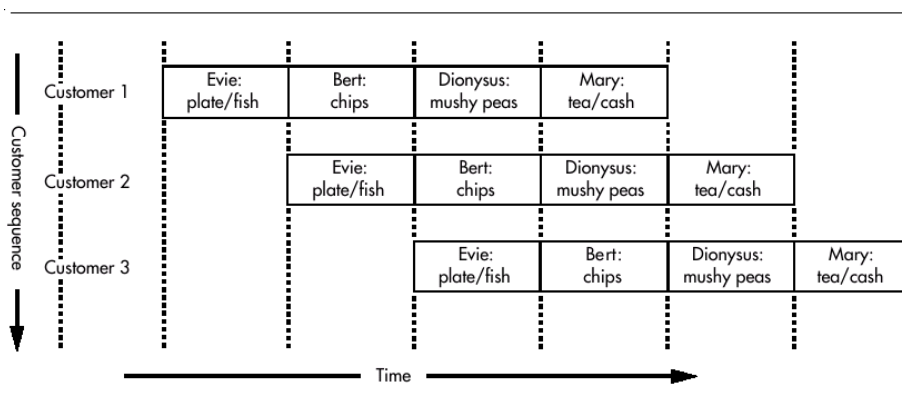 Customer sequence
Customer 1
Evie:
plate/fish
Bert:
chips
Dionysus:
mushy peas
Mary:
tea/cash
Customer 2
Evie:
plate/fish
Bert:
chips
Dionysus:
mushy peas
Mary:
tea/cash
Customer 3
Evie:
plate/fish
Bert:
chips
Dionysus:
mushy peas
Mary:
tea/cash
Time